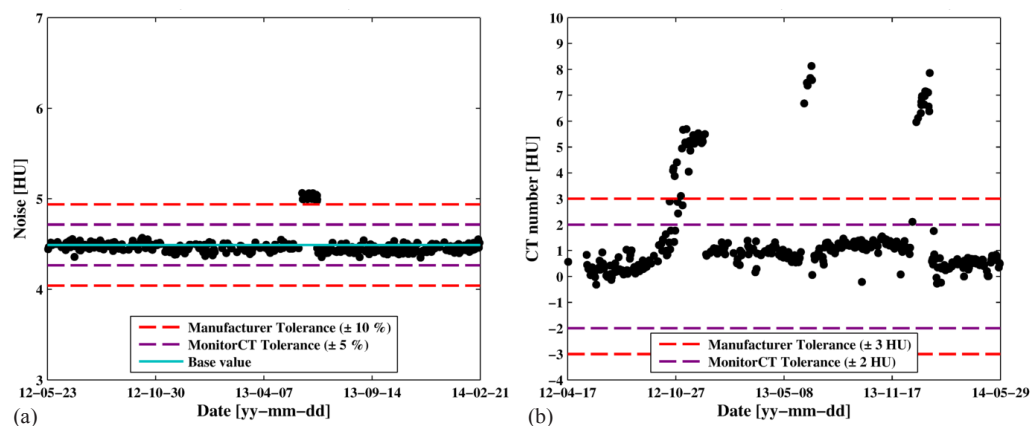 7
6
5
4
3
Noise [HU]
12-05-23 12-10-30 13-04-07 13-09-14 14-02-21
Date [yy-mm-dd]
Manufacturer Tolerance (± 10 %)
MonitorCT Tolerance (± 5 %)
Base value
(a)
10
9
8
7
6
5
4
3
2
1
0
-1
-2
-3
-4
CT number [HU]
12-04-17 12-10-27 13-05-08 13-11-17 14-05-29
Date [yy-mm-dd]
Manufacturer Tolerance (± 3 HU)
MonitorCT Tolerance (± 2 HU)
(b)